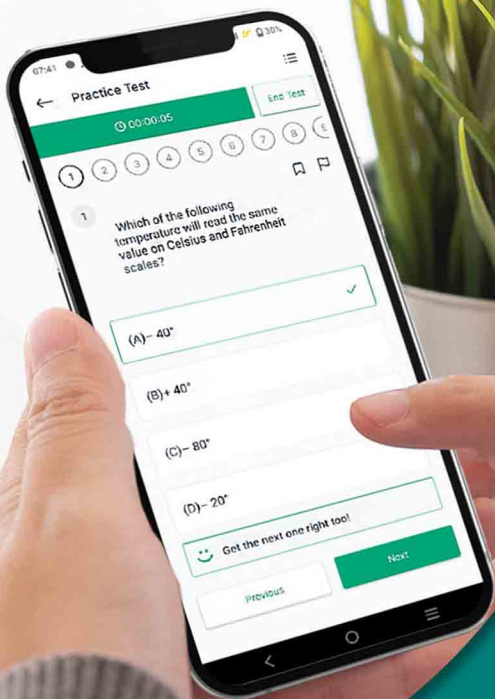 07:41 30%
← Practice Test
00:00:05 End Test
1 2 3 4 5 6 7 8
1
Which of the following
temperature will read the same
value on Celsius and Fahrenheit
scales?
(A)– 40°
(B)+ 40°
(C)– 80°
(D)– 20°
Get the next one right too!
Previous Next